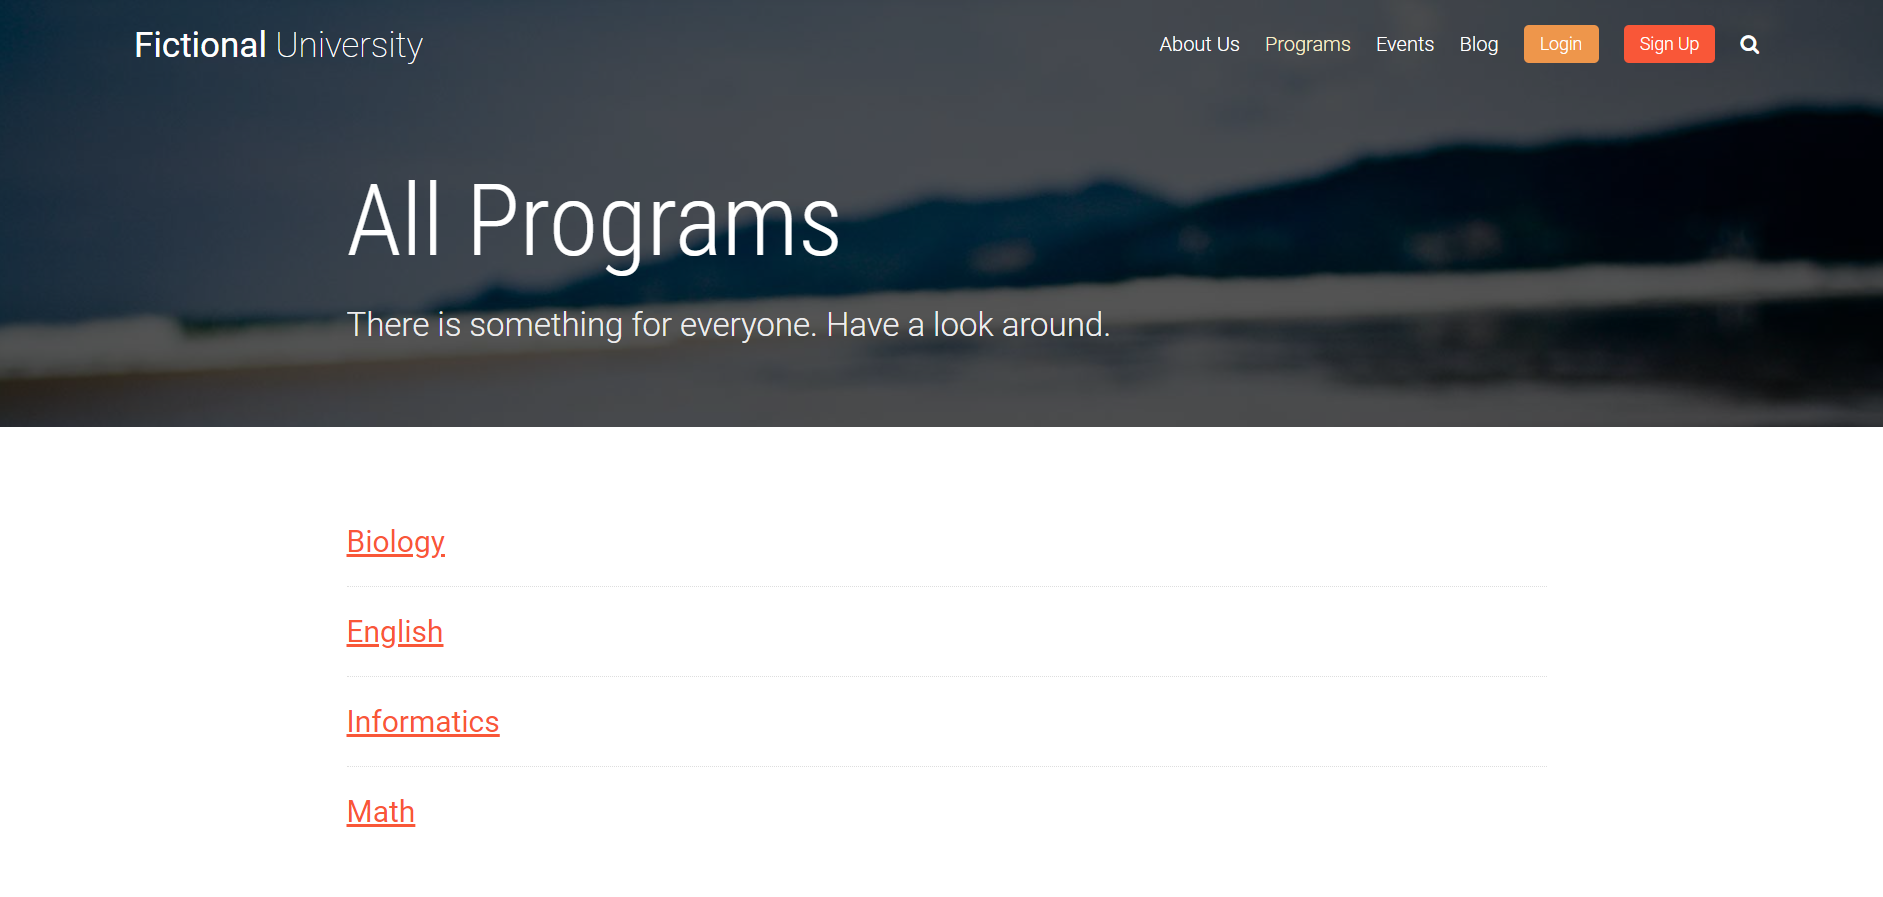 Fictional University
About Us Programs Events Blog Login Sign Up
All Programs
There is something for everyone. Have a look around.
Biology
English
Informatics
Math